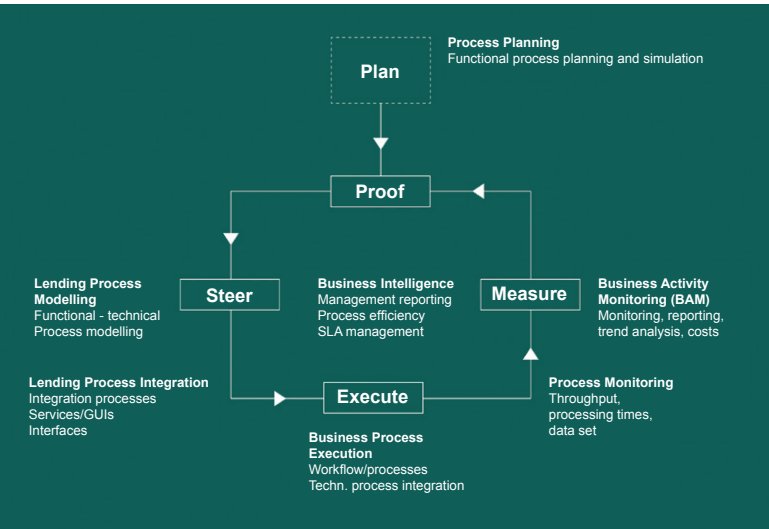 Plan
Process Planning
Functional process planning and simulation
Proof
Lending Process
Modelling
Functional - technical
Process modelling
Steer
Business Intelligence
Management reporting
Process efficiency
SLA management
Measure
Business Activity
Monitoring (BAM)
Monitoring, reporting,
trend analysis, costs
Lending Process Integration
Integration processes
Services/GUIs
Interfaces
Execute
Business Process
Execution
Workflow/processes
Techn. process integration
Process Monitoring
Throughput,
processing times,
data set